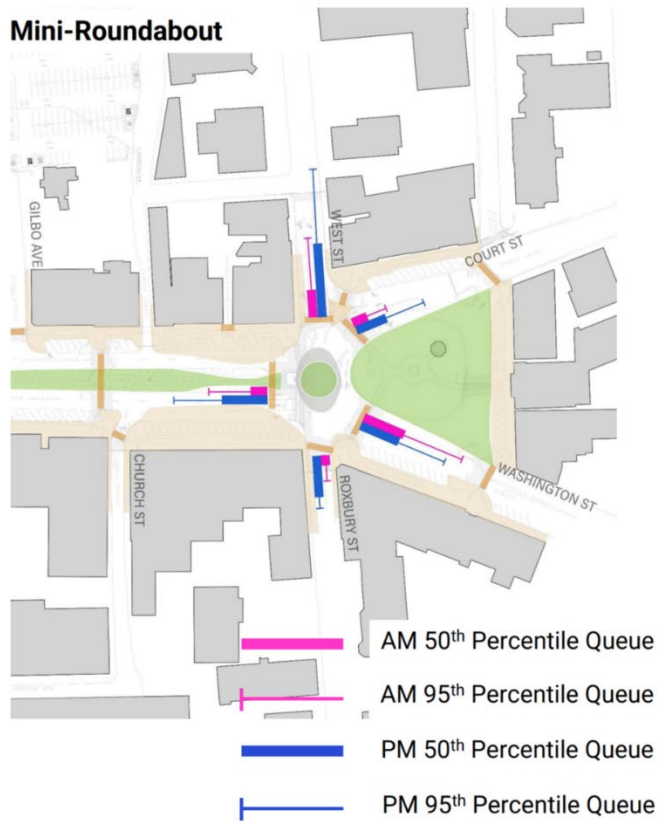 Mini-Roundabout
GILBO AVE
WEST ST
COURT ST
CHURCH ST
ROXBURY ST
WASHINGTON ST
AM 50th Percentile Queue
AM 95th Percentile Queue
PM 50th Percentile Queue
PM 95th Percentile Queue